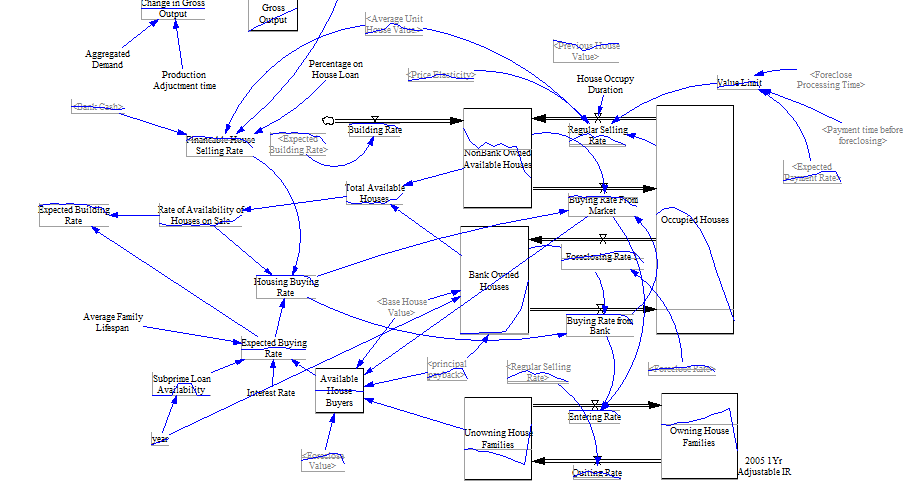 Change in Gross
Output
Gross
Output
<Average Unit
House Value>
Aggregated
Demand
Production
Adjuctment time
Percentage on
House Loan
<Price Elasticity>
<Previous House
Value>
House Occupy
Duration
Value Limit
<Foreclose
Processing Time>
<Bank Cash>
Finantable House
Selling Rate
<Expected
Building Rate>
Building Rate
NonBank Owned
Available Houses
Regular Selling
Rate
<Payment time before
foreclosing>
<Expected
Payment Rate>
Total Available
Houses
Buying Rate From
Market
Occupied Houses
Expected Building
Rate
Rate of Availability of
Houses on Sale
Foreclosing Rate
Housing Buying
Rate
Bank Owned
Houses
<Base House
Value>
Buying Rate from
Bank
Average Family
Lifespan
Expected Buying
Rate
<principal
payback>
<Regular Selling
Rate>
<Foreclose Rate>
Subprime Loan
Availability
Interest Rate
Available
House
Buyers
year
Entering Rate
Unowning House
Families
Owning House
Families
<Foreclose
Value>
Quiting Rate
2005 1Yr
Adjustable IR